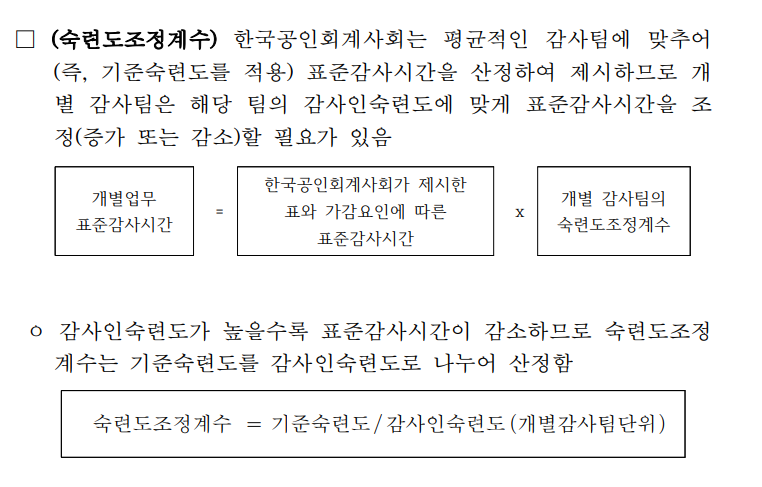 □ (숙련도조정계수) 한국공인회계사회는 평균적인 감사팀에 맞추어
(즉, 기준숙련도를 적용) 표준감사시간을 산정하여 제시하므로 개
별 감사팀은 해당 팀의 감사인숙련도에 맞게 표준감사시간을 조
정(증가 또는 감소)할 필요가 있음
개별업무
표준감사시간
=
한국공인회계사회가 제시한
표와 가감요인에 따른
표준감사시간
x
개별 감사팀의
숙련도조정계수
ㅇ 감사인숙련도가 높을수록 표준감사시간이 감소하므로 숙련도조정
계수는 기준숙련도를 감사인숙련도로 나누어 산정함
숙련도조정계수 = 기준숙련도/감사인숙련도(개별감사팀단위)